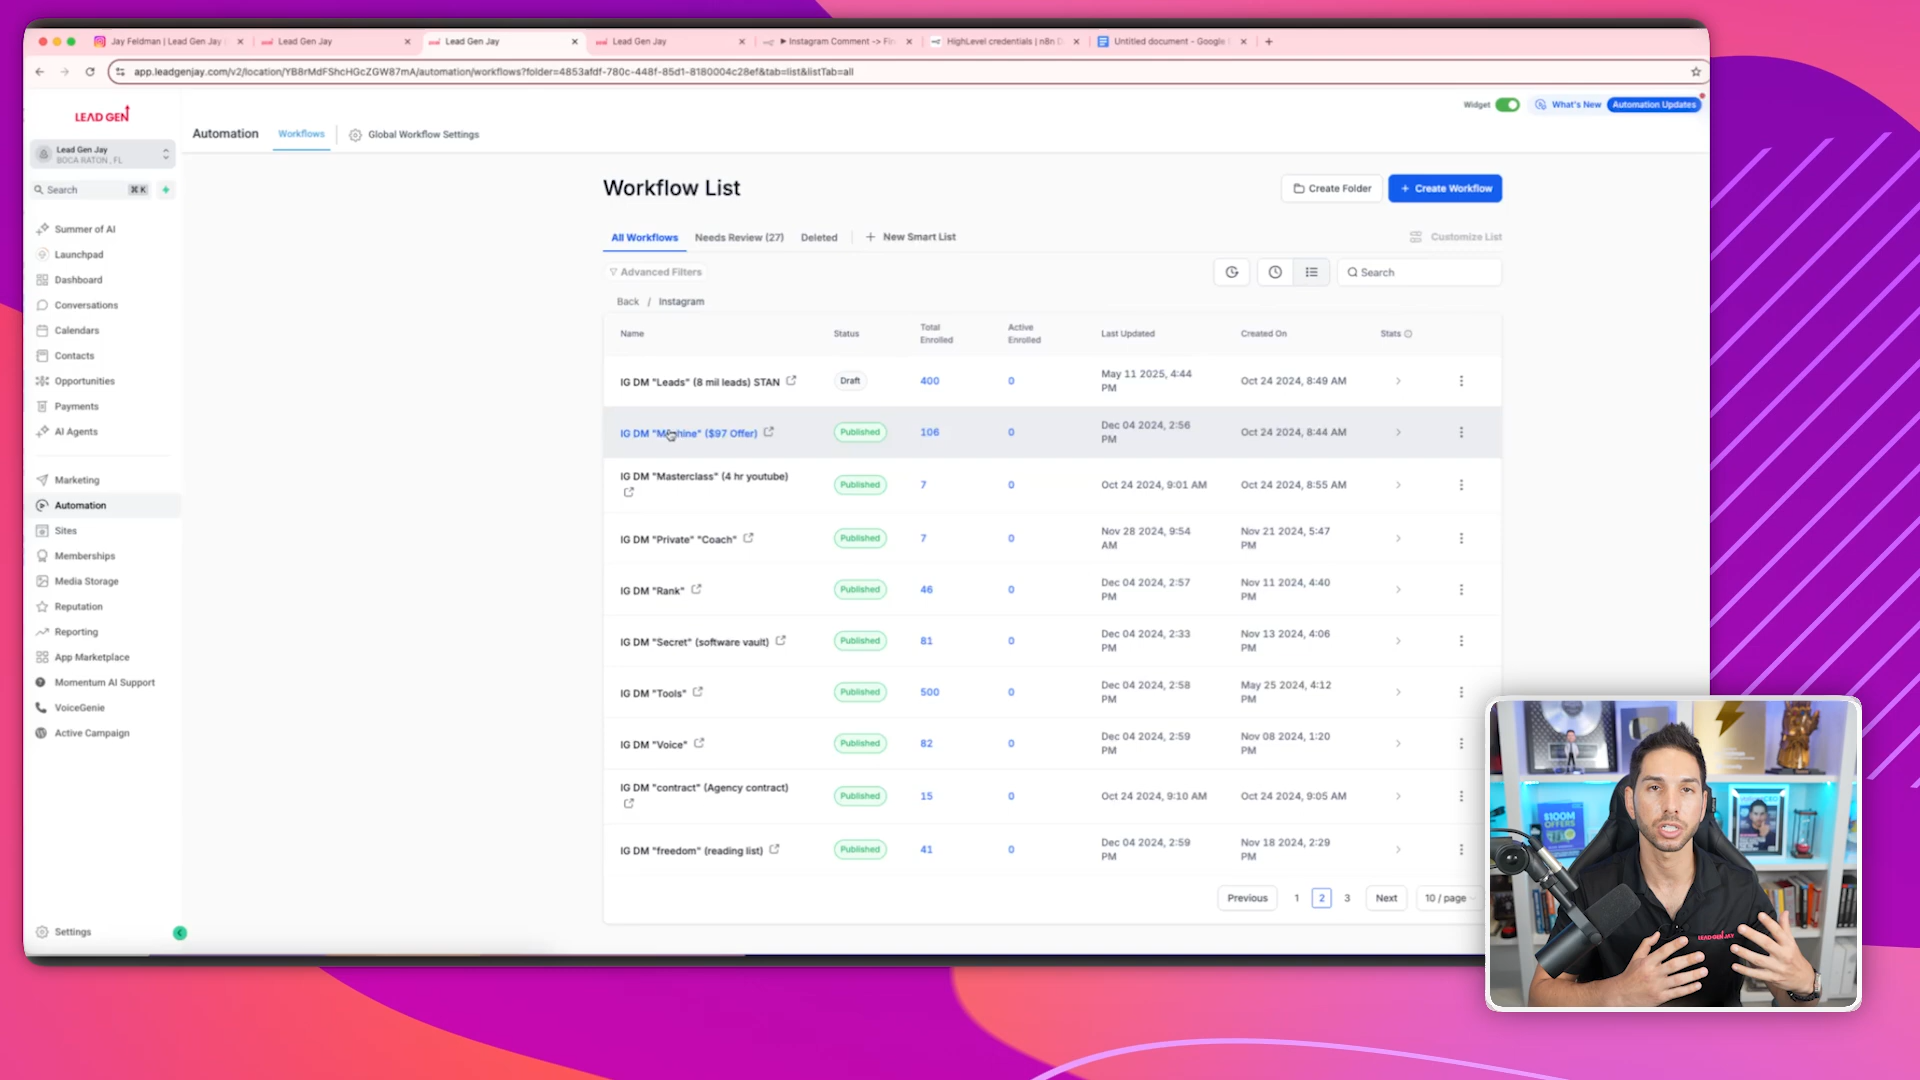 Jay Feldman | Lead Gen Jay
Lead Gen Jay
Lead Gen Jay
Lead Gen Jay
Instagram Comment -> Fir
HighLevel credentials | n8n D
Untitled document - Google
app.leadgenjay.com/v2/location/YB8rMdFShcHGcZGW87mA/automation/workflows?folder=4853afdf-780c-448f-85d1-8180004c28ef&tab=list&listTab=all
LEAD GEN
Lead Gen Jay
BOCA RATON , FL
Search ⌘ K
Summer of AI
Launchpad
Dashboard
Conversations
Calendars
Contacts
Opportunities
Payments
AI Agents
Marketing
Automation
Sites
Memberships
Media Storage
Reputation
Reporting
App Marketplace
Momentum AI Support
VoiceGenie
Active Campaign
Settings
Widget
What's New
Automation Updates
Automation
Workflows
Global Workflow Settings
Workflow List
Create Folder
+ Create Workflow
All Workflows
Needs Review (27)
Deleted
+ New Smart List
Customize List
Advanced Filters
Search
Back / Instagram
Name
Status
Total Enrolled
Active Enrolled
Last Updated
Created On
Stats
IG DM "Leads" (8 mil leads) STAN Draft 400 0 May 11 2025, 4:44 PM Oct 24 2024, 8:49 AM
IG DM "Machine" ($97 Offer) Published 106 0 Dec 04 2024, 2:56 PM Oct 24 2024, 8:44 AM
IG DM "Masterclass" (4 hr youtube) Published 7 0 Oct 24 2024, 9:01 AM Oct 24 2024, 8:55 AM
IG DM "Private" "Coach" Published 7 0 Nov 28 2024, 9:54 AM Nov 21 2024, 5:47 PM
IG DM "Rank" Published 46 0 Dec 04 2024, 2:57 PM Nov 11 2024, 4:40 PM
IG DM "Secret" (software vault) Published 81 0 Dec 04 2024, 2:33 PM Nov 13 2024, 4:06 PM
IG DM "Tools" Published 500 0 Dec 04 2024, 2:58 PM May 25 2024, 4:12 PM
IG DM "Voice" Published 82 0 Dec 04 2024, 2:59 PM Nov 08 2024, 1:20 PM
IG DM "contract" (Agency contract) Published 15 0 Oct 24 2024, 9:10 AM Oct 24 2024, 9:05 AM
IG DM "freedom" (reading list) Published 41 0 Dec 04 2024, 2:59 PM Nov 18 2024, 2:29 PM
Previous 1 2 3 Next 10 / page
$100M
OFFERS
LEAD GEN JAY